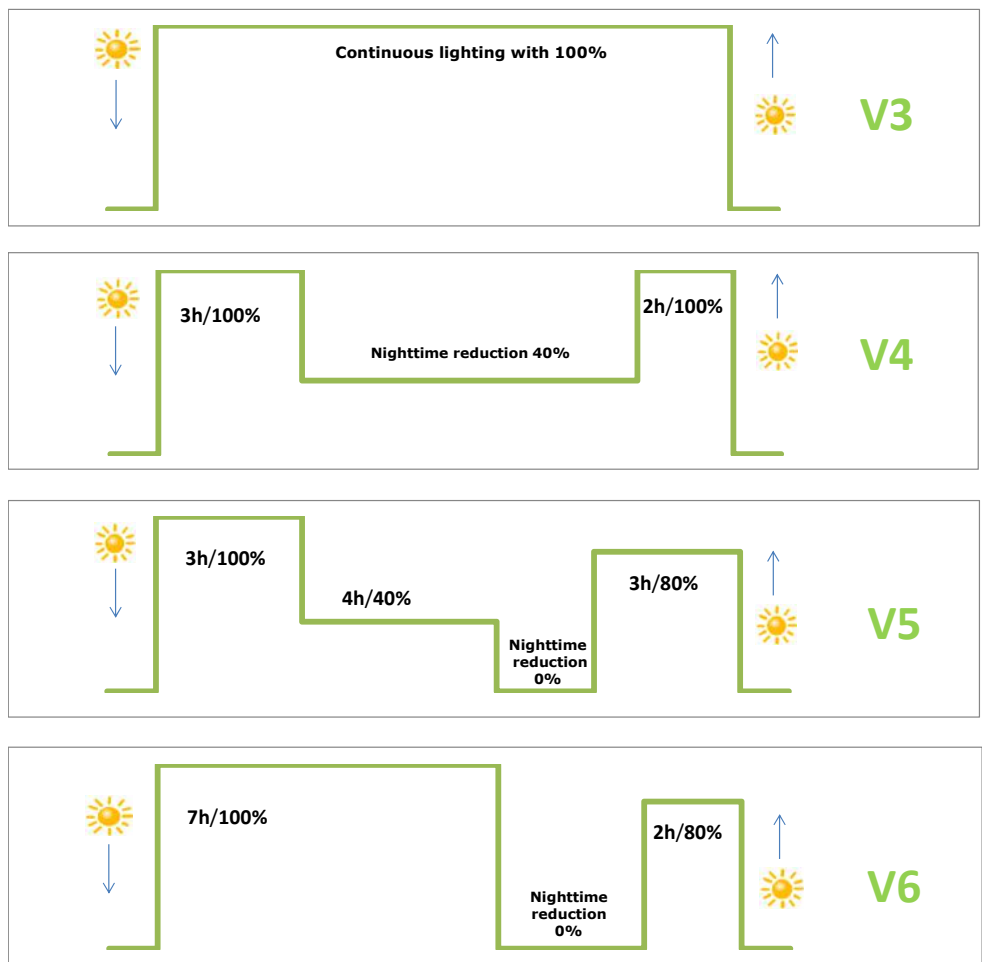 Continuous lighting with 100%
V3
3h/100%
2h/100%
Nighttime reduction 40%
V4
3h/100%
4h/40%
3h/80%
Nighttime
reduction
0%
V5
7h/100%
2h/80%
Nighttime
reduction
0%
V6